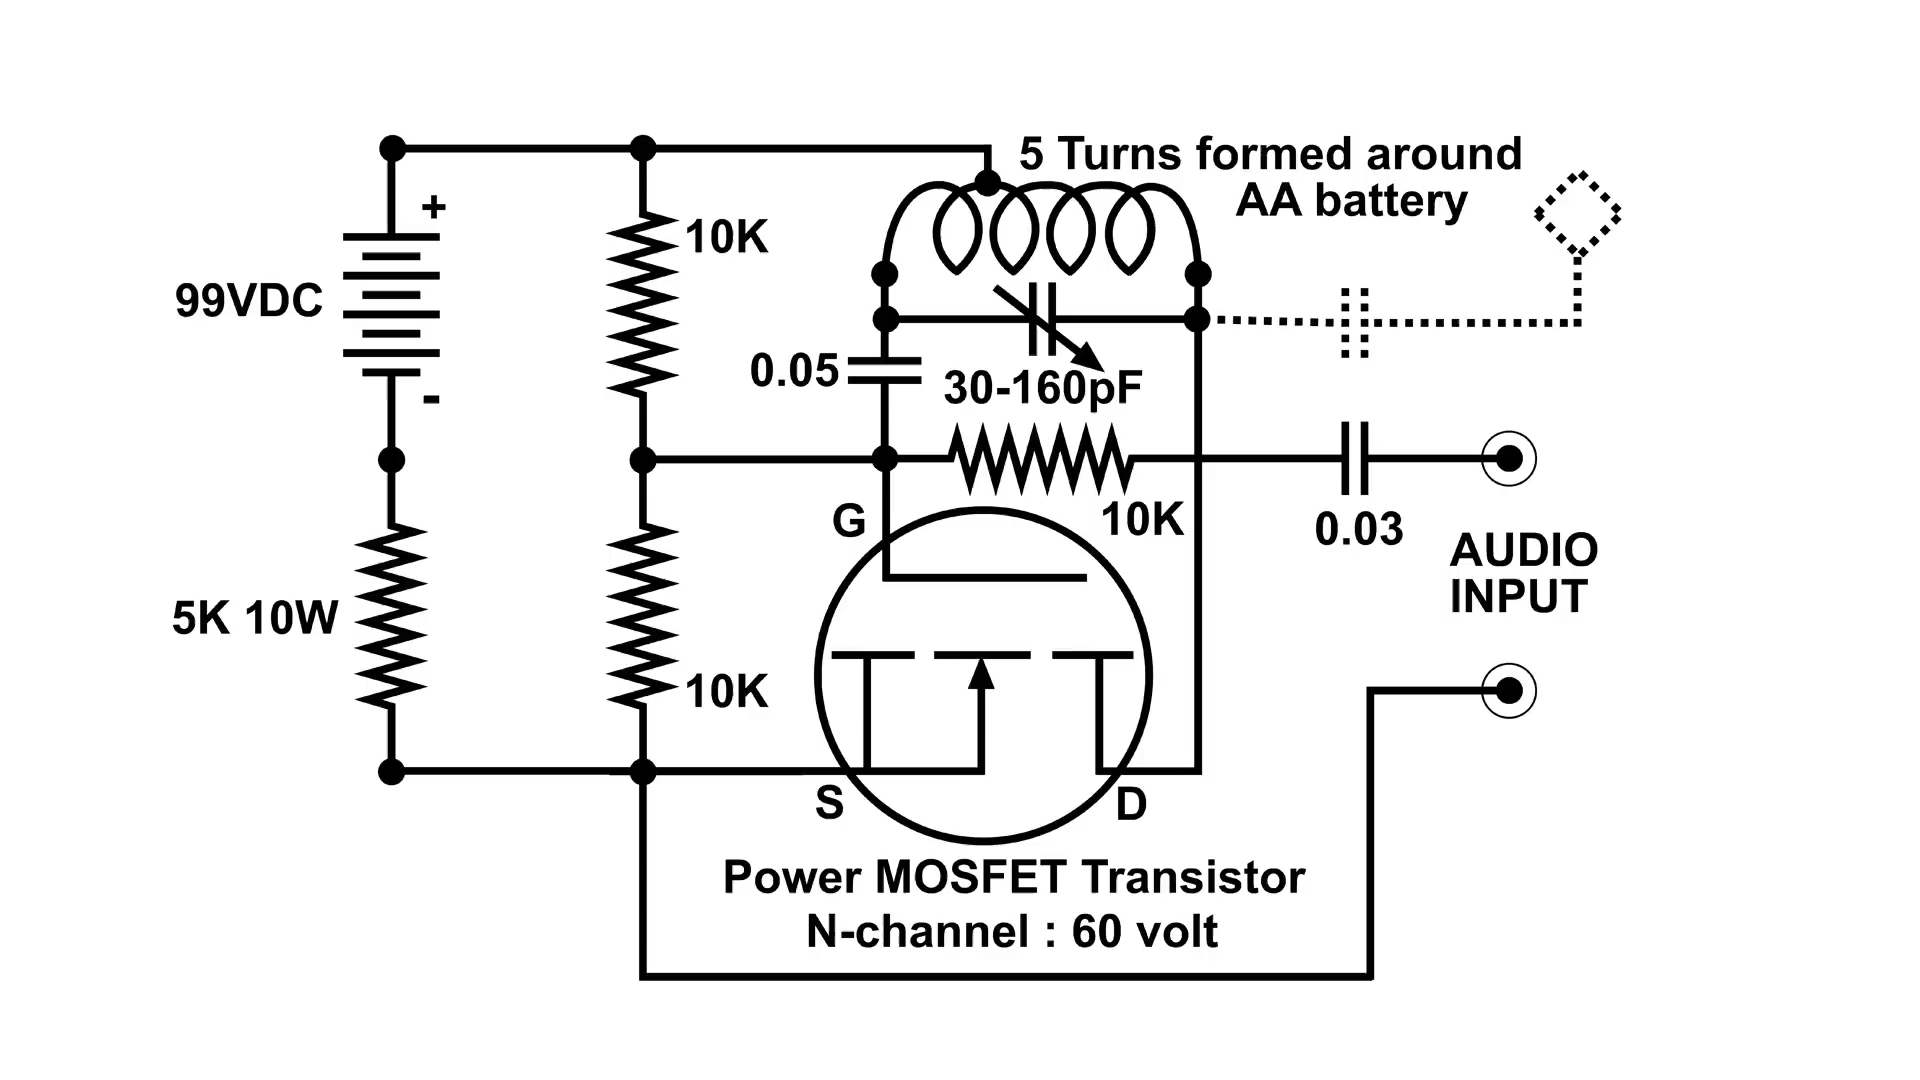 5 Turns formed around
AA battery
+
10K
99VDC
-
0.05
30-160pF
G
10K
0.03
AUDIO
INPUT
5K 10W
10K
S
D
Power MOSFET Transistor
N-channel : 60 volt